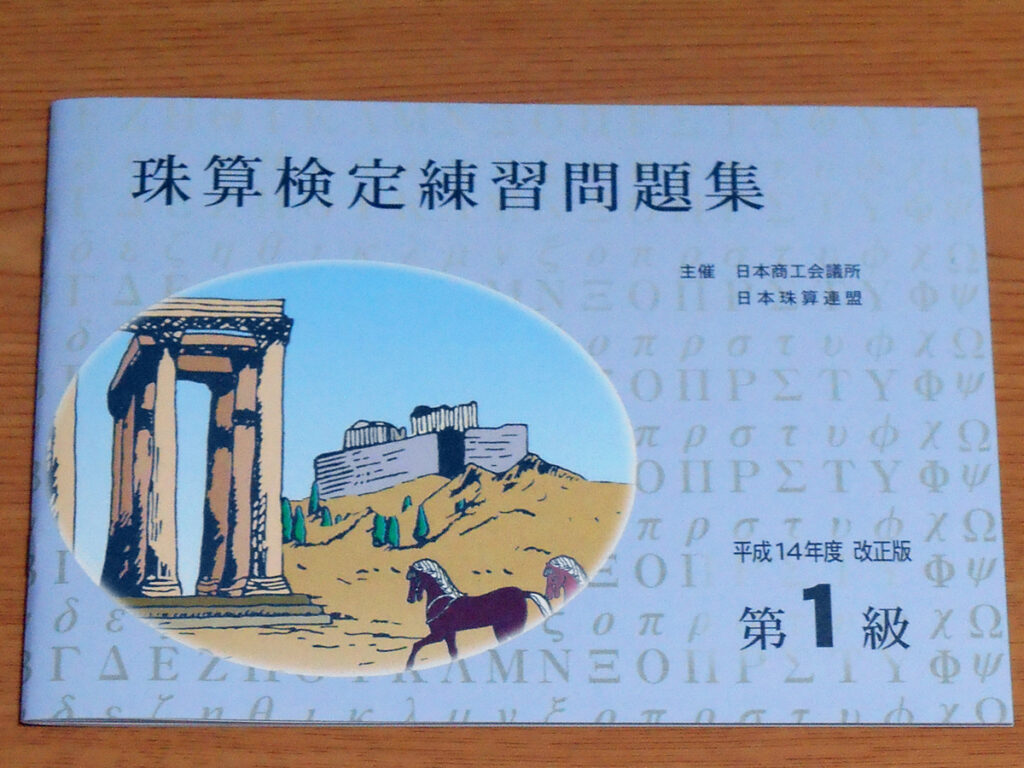 珠算検定練習問題集
主催 日本商工会議所
日本珠算連盟
平成14年度 改正版
第1級